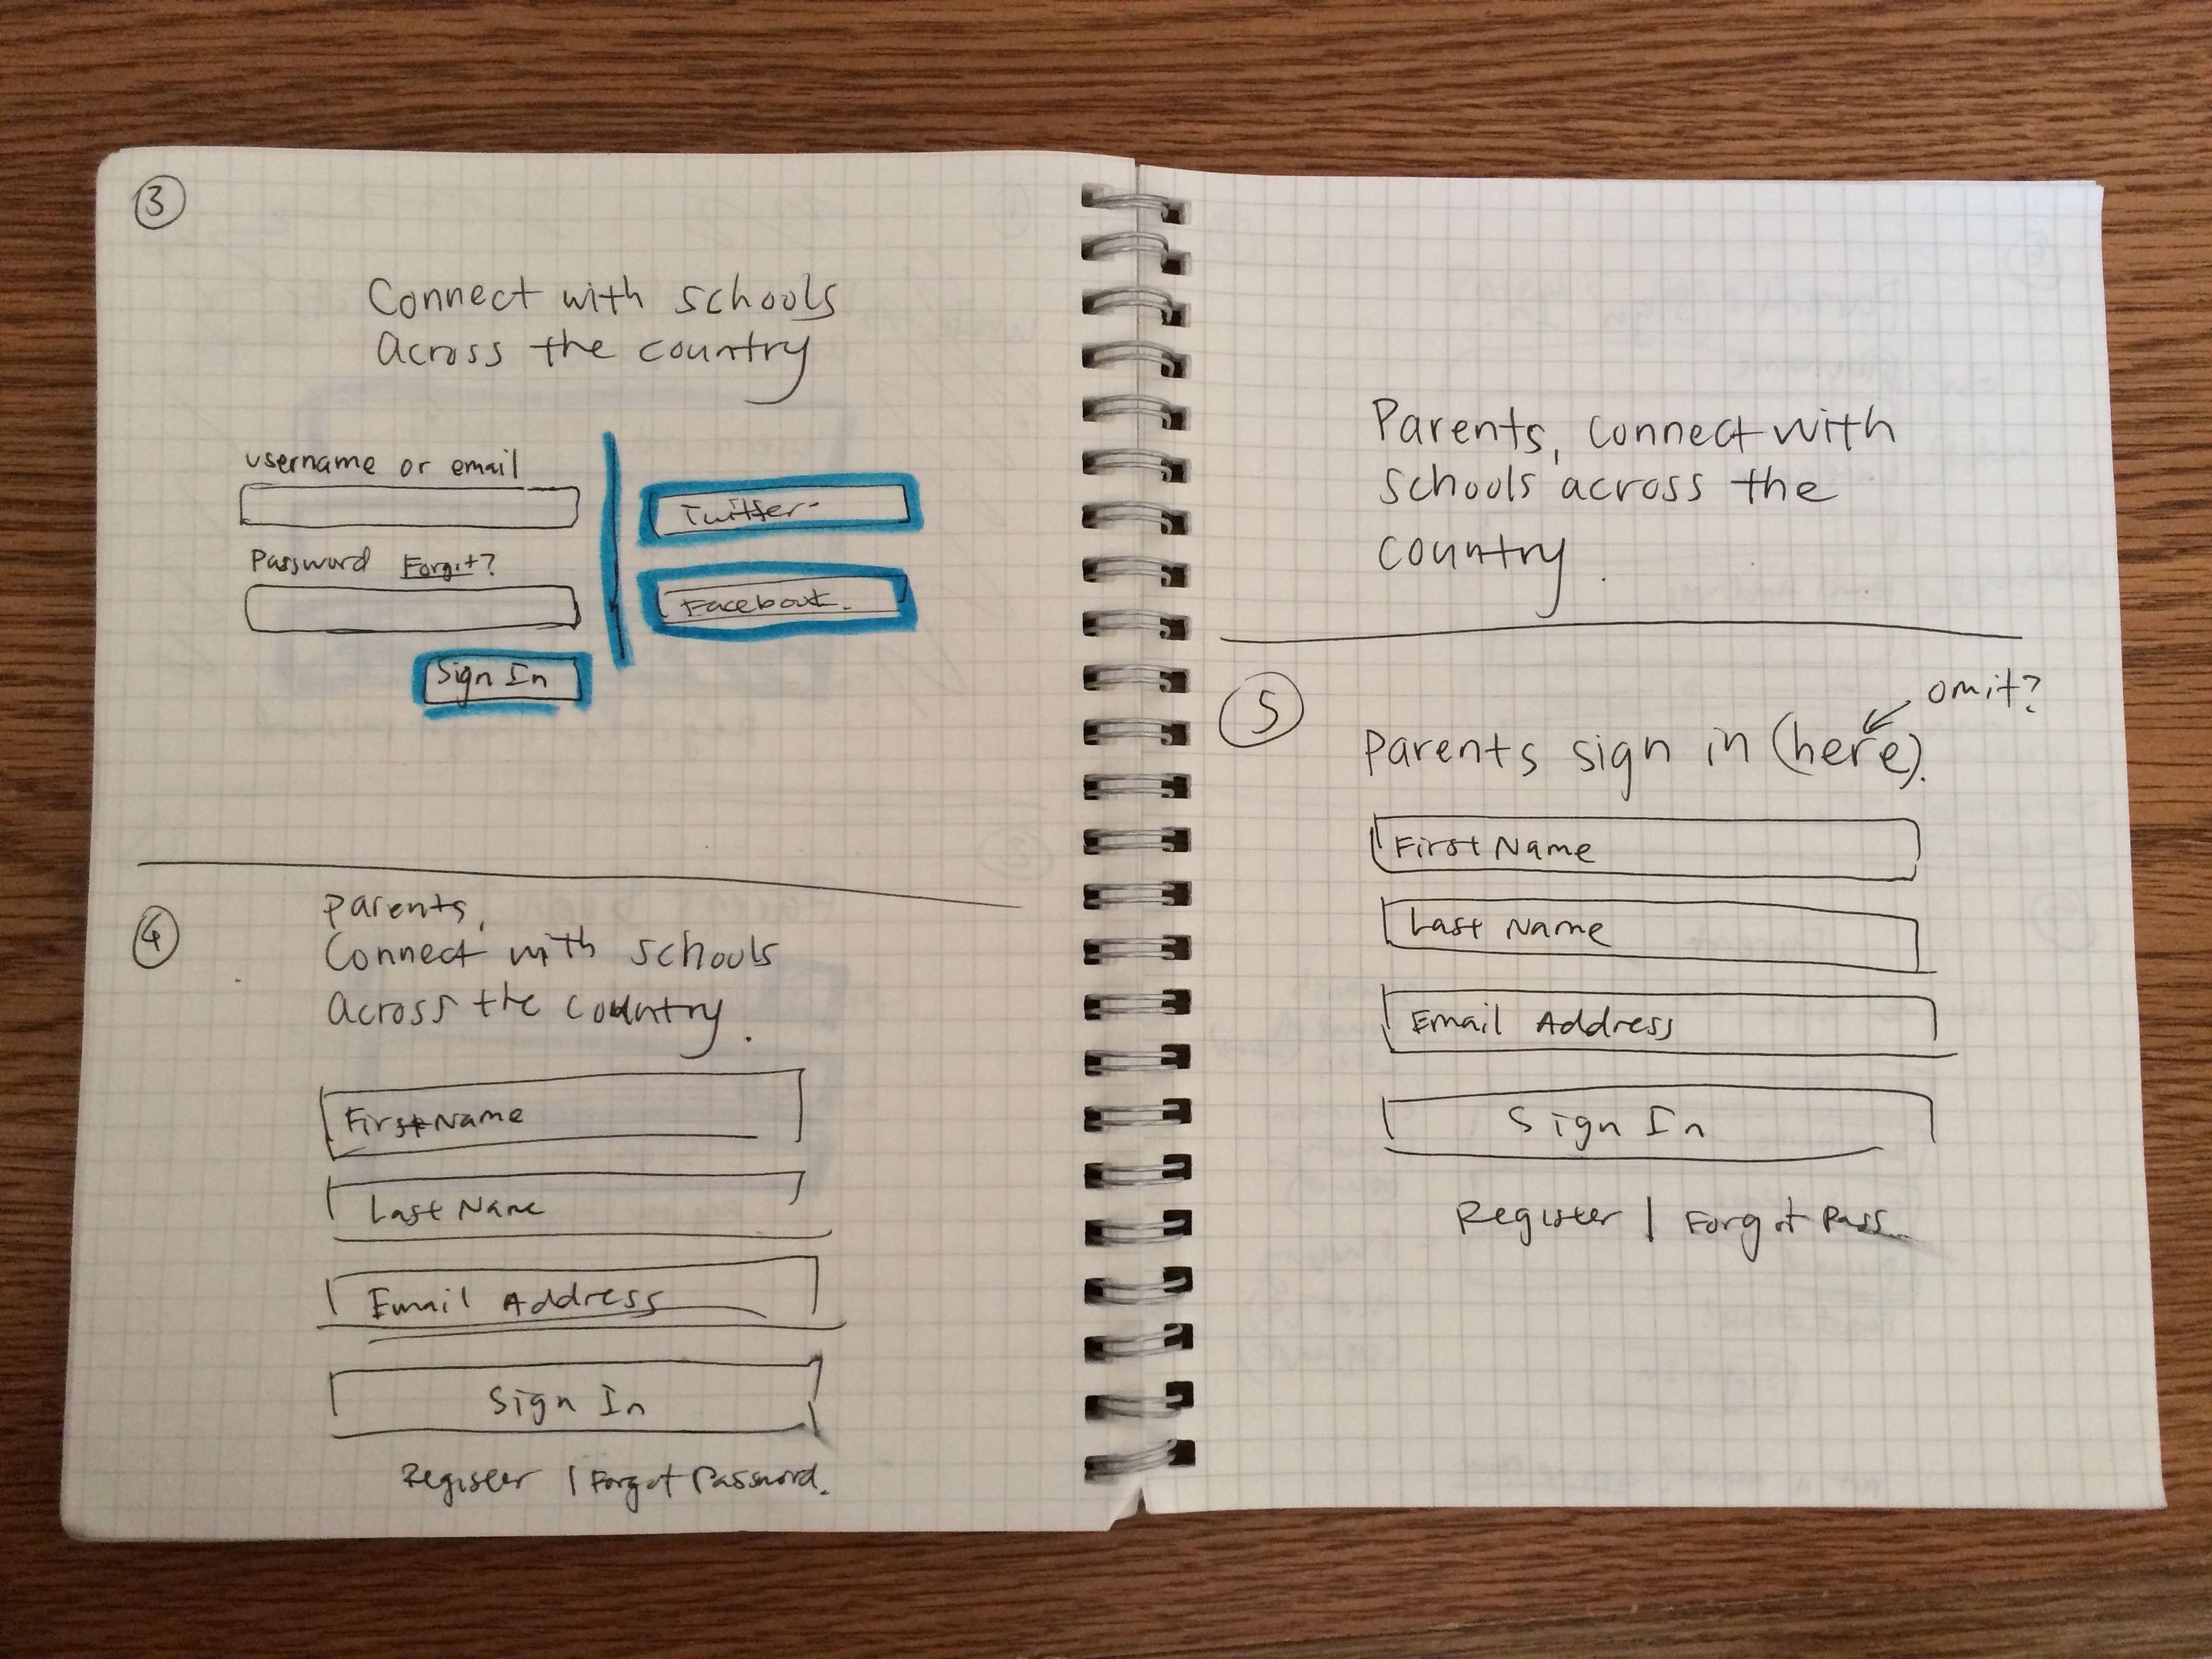 3
Connect with schools
across the country
username or email
Password Forgot?
Sign In
Twitter
Facebook.
4
Parents,
Connect with schools
across the country.
First Name
Last Name
Email Address
Sign In
Register | Forgot Password.
Parents, connect with
schools across the
country.
5
omit?
Parents sign in (here).
First Name
Last Name
Email Address
Sign In
Register | Forgot Pass